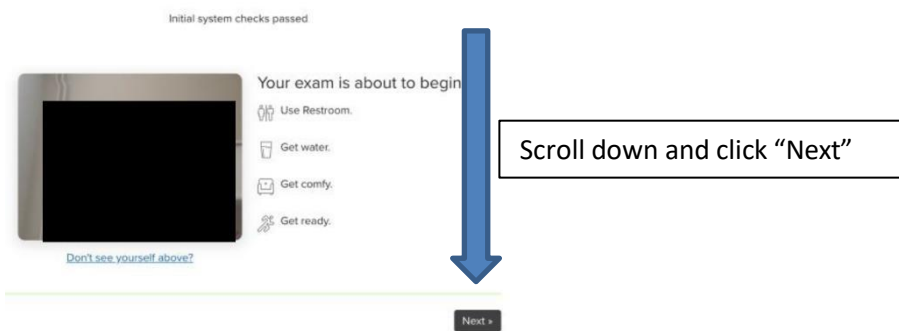 Initial system checks passed
Your exam is about to begin
Use Restroom.
Get water.
Get comfy.
Get ready.
Don't see yourself above?
Scroll down and click “Next”
Next »